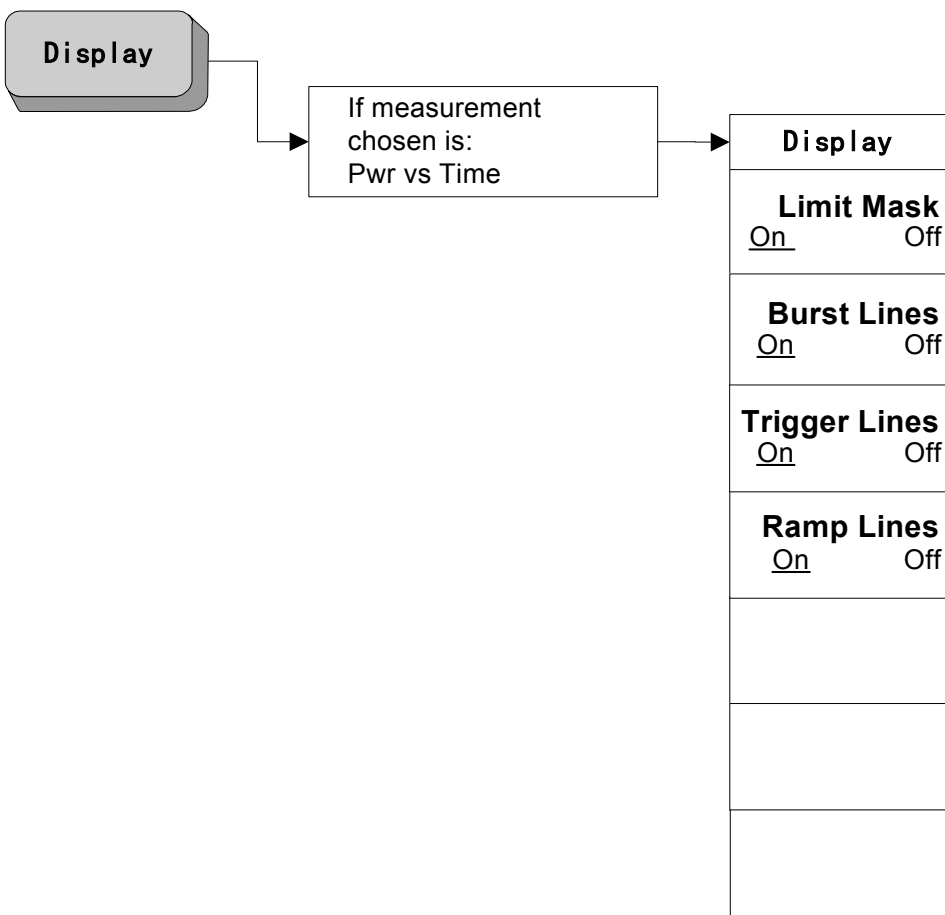 Display
If measurement
chosen is:
Pwr vs Time
Display
Limit Mask
On Off
Burst Lines
On Off
Trigger Lines
On Off
Ramp Lines
On Off